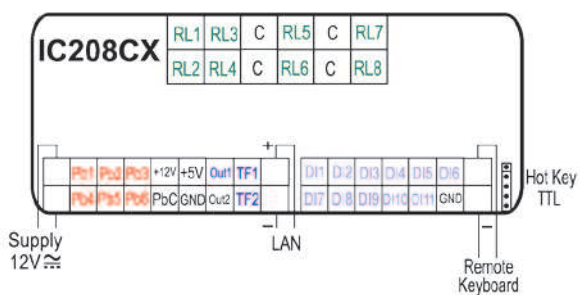 IC208CX
RL1 RL3 C RL5 C RL7
RL2 RL4 C RL6 C RL8
+
Pb1 Pb2 Pb3 +12V +5V Out1 TF1
DI1 DI2 DI3 DI4 DI5 DI6
Pb4 Pb5 Pb6 PbC GND Out2 TF2
DI7 DI8 DI9 DI10 DI11 GND
Hot Key
TTL
Supply
12V
− LAN
−
Remote
Keyboard